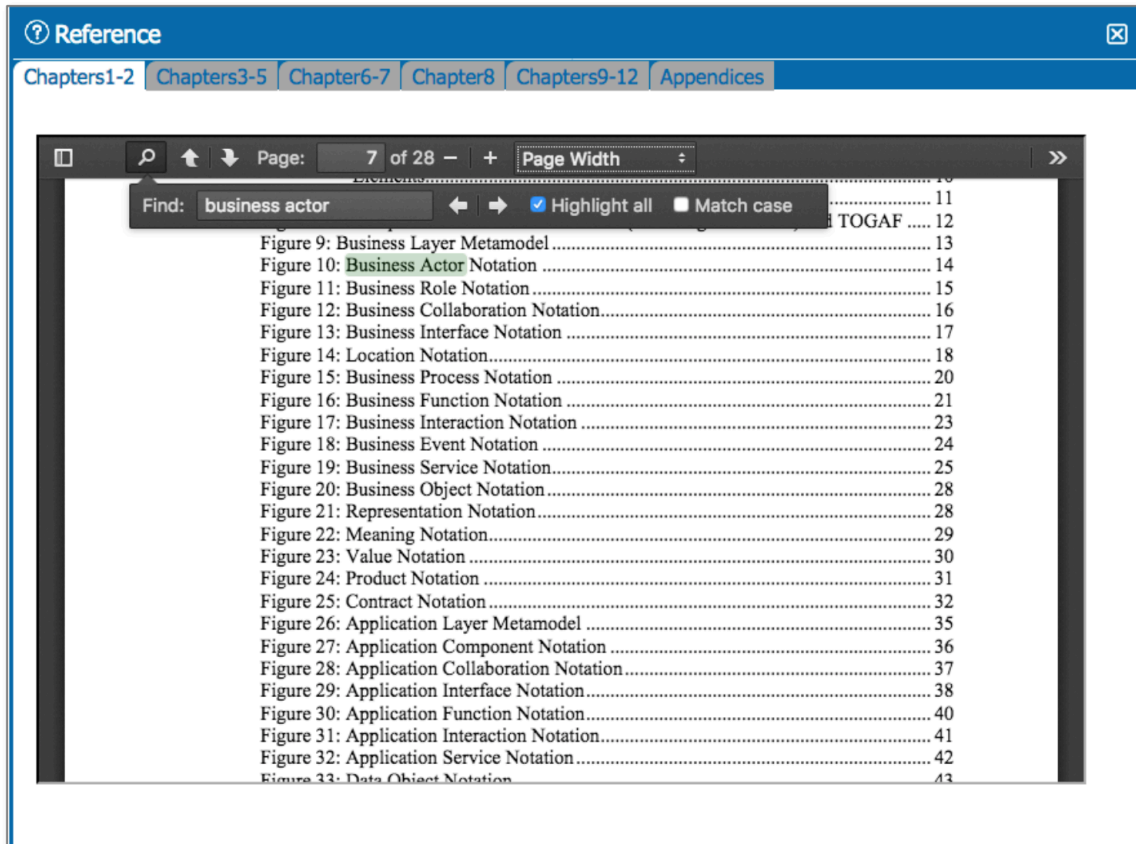 Reference
Chapters1-2 Chapters3-5 Chapter6-7 Chapter8 Chapters9-12 Appendices
Page: 7 of 28 − + Page Width
Elements 10
Find: business actor Highlight all Match case
11
TOGAF ..... 12
Figure 9: Business Layer Metamodel ..... 13
Figure 10: Business Actor Notation ..... 14
Figure 11: Business Role Notation ..... 15
Figure 12: Business Collaboration Notation ..... 16
Figure 13: Business Interface Notation ..... 17
Figure 14: Location Notation ..... 18
Figure 15: Business Process Notation ..... 20
Figure 16: Business Function Notation ..... 21
Figure 17: Business Interaction Notation ..... 23
Figure 18: Business Event Notation ..... 24
Figure 19: Business Service Notation ..... 25
Figure 20: Business Object Notation ..... 28
Figure 21: Representation Notation ..... 28
Figure 22: Meaning Notation ..... 29
Figure 23: Value Notation ..... 30
Figure 24: Product Notation ..... 31
Figure 25: Contract Notation ..... 32
Figure 26: Application Layer Metamodel ..... 35
Figure 27: Application Component Notation ..... 36
Figure 28: Application Collaboration Notation ..... 37
Figure 29: Application Interface Notation ..... 38
Figure 30: Application Function Notation ..... 40
Figure 31: Application Interaction Notation ..... 41
Figure 32: Application Service Notation ..... 42
Figure 33: Data Object Notation ..... 43